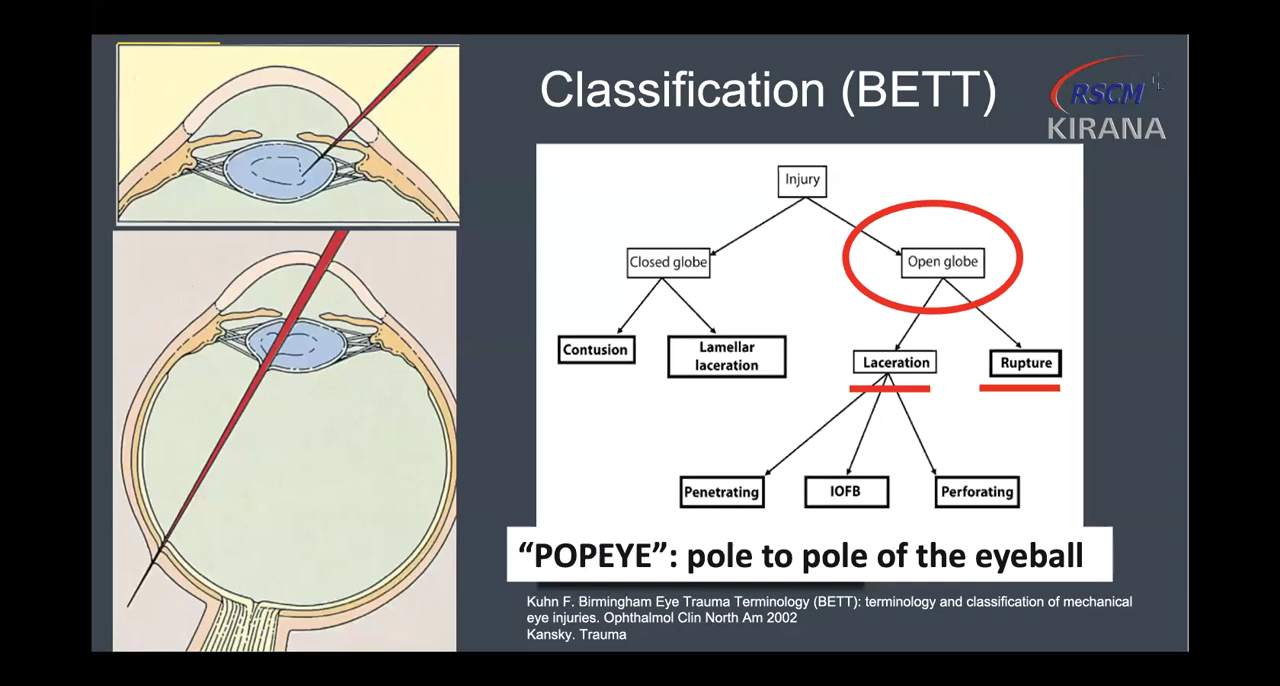 Classification (BETT)
RSCM
KIRANA
Injury
Closed globe
Open globe
Contusion
Lamellar
laceration
Laceration
Rupture
Penetrating
IOFB
Perforating
“POPEYE”: pole to pole of the eyeball
Kuhn F. Birmingham Eye Trauma Terminology (BETT): terminology and classification of mechanical
eye injuries. Ophthalmol Clin North Am 2002
Kansky. Trauma